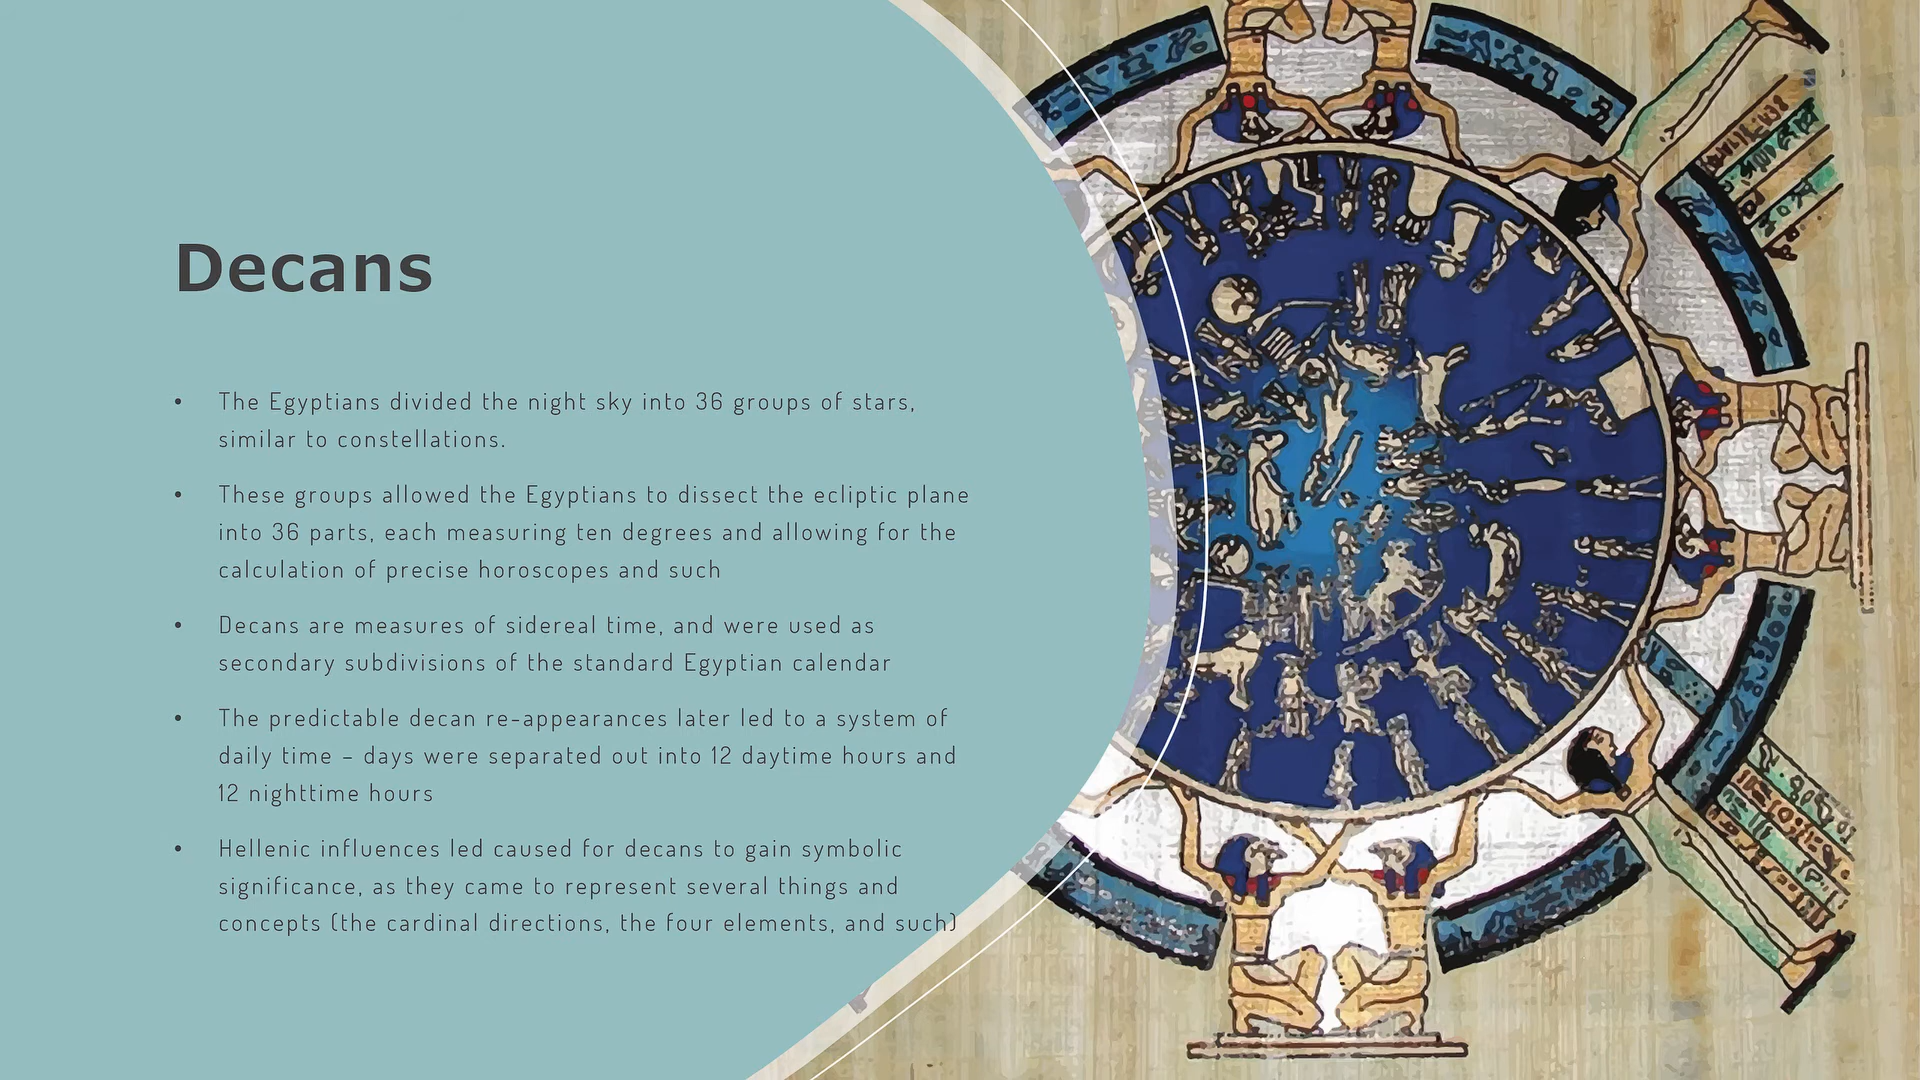 Decans
• The Egyptians divided the night sky into 36 groups of stars,
similar to constellations.
• These groups allowed the Egyptians to dissect the ecliptic plane
into 36 parts, each measuring ten degrees and allowing for the
calculation of precise horoscopes and such
• Decans are measures of sidereal time, and were used as
secondary subdivisions of the standard Egyptian calendar
• The predictable decan re-appearances later led to a system of
daily time – days were separated out into 12 daytime hours and
12 nighttime hours
• Hellenic influences led caused for decans to gain symbolic
significance, as they came to represent several things and
concepts (the cardinal directions, the four elements, and such)